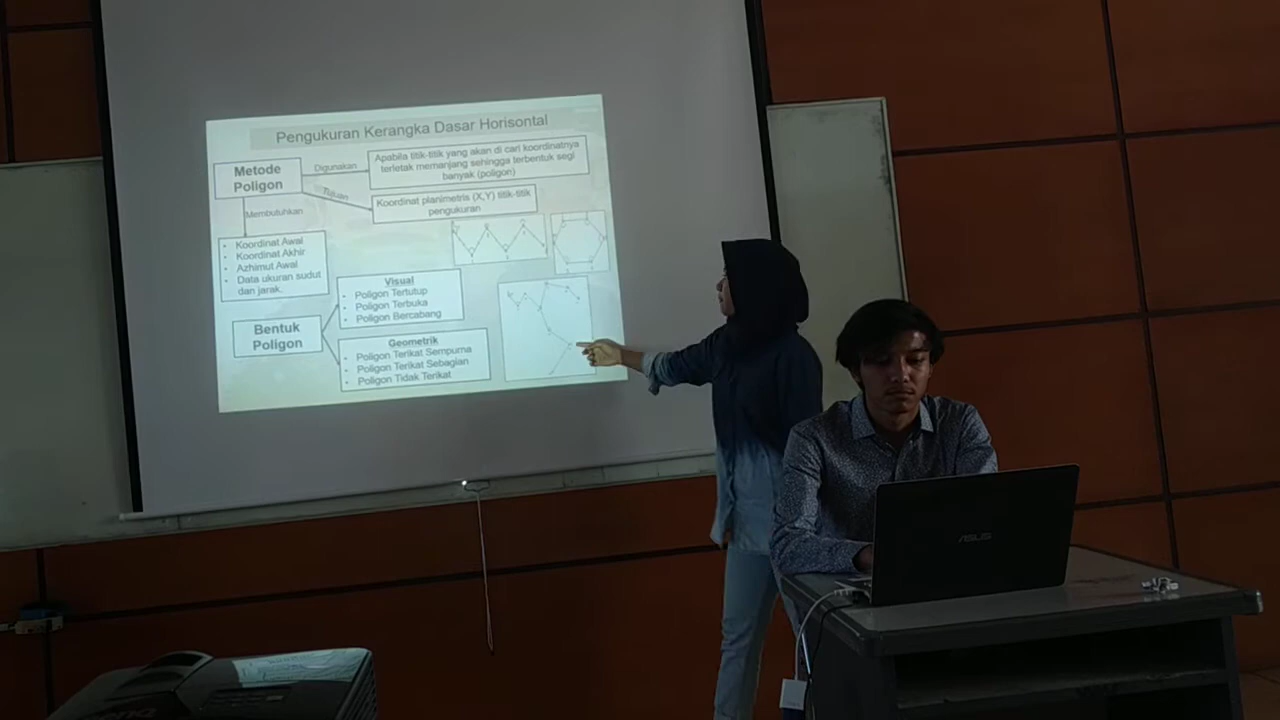 Pengukuran Kerangka Dasar Horisontal
Metode
Poligon
Digunakan
Apabila titik-titik yang akan di cari koordinatnya
terletak memanjang sehingga terbentuk segi
banyak (poligon)
Tujuan
Koordinat planimetris (X,Y) titik-titik
pengukuran
Membutuhkan
• Koordinat Awal
• Koordinat Akhir
• Azhimut Awal
• Data ukuran sudut
dan jarak.
Bentuk
Poligon
Visual
• Poligon Tertutup
• Poligon Terbuka
• Poligon Bercabang
Geometrik
• Poligon Terikat Sempurna
• Poligon Terikat Sebagian
• Poligon Tidak Terikat
ASUS